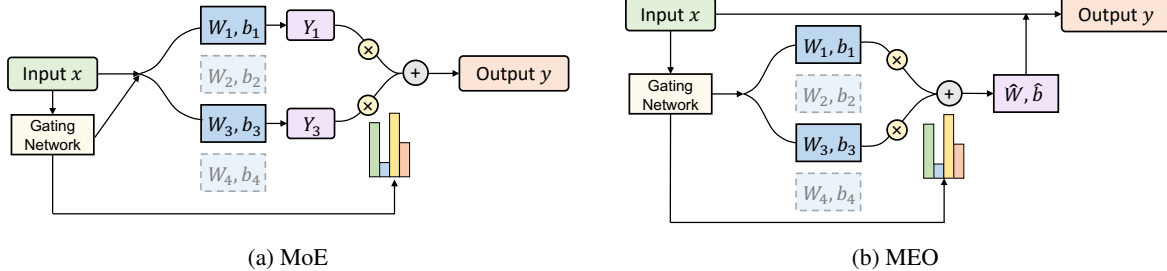 Input x
Gating
Network
W₁, b₁
W₂, b₂
W₃, b₃
W₄, b₄
Y₁
Y₃
×
×
+
Output y
(a) MoE
Input x
Gating
Network
W₁, b₁
W₂, b₂
W₃, b₃
W₄, b₄
×
×
+
Ŵ, b̂
Output y
(b) MEO